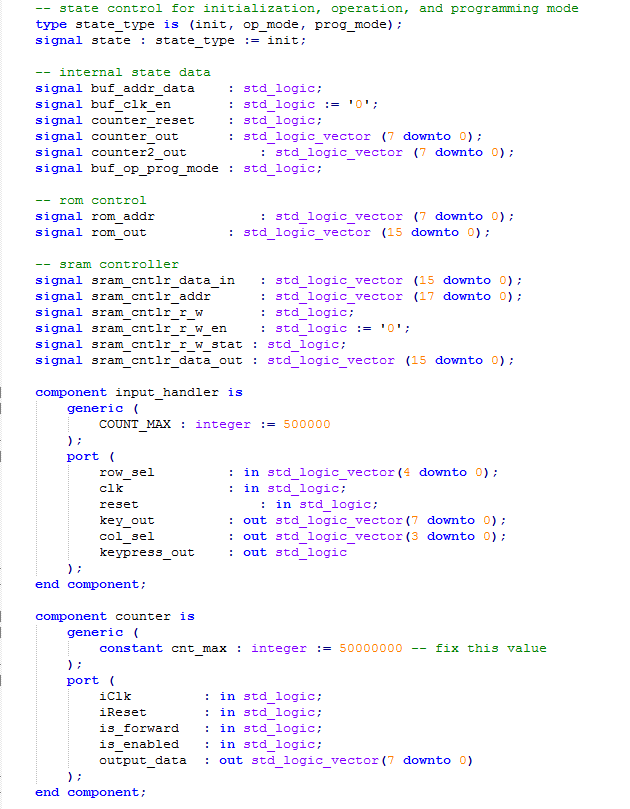 -- state control for initialization, operation, and programming mode
type state_type is (init, op_mode, prog_mode);
signal state : state_type := init;

-- internal state data
signal buf_addr_data    : std_logic;
signal buf_clk_en       : std_logic := '0';
signal counter_reset    : std_logic;
signal counter_out      : std_logic_vector (7 downto 0);
signal counter2_out         : std_logic_vector (7 downto 0);
signal buf_op_prog_mode : std_logic;

-- rom control
signal rom_addr             : std_logic_vector (7 downto 0);
signal rom_out          : std_logic_vector (15 downto 0);

-- sram controller
signal sram_cntlr_data_in   : std_logic_vector (15 downto 0);
signal sram_cntlr_addr      : std_logic_vector (17 downto 0);
signal sram_cntlr_r_w       : std_logic;
signal sram_cntlr_r_w_en    : std_logic := '0';
signal sram_cntlr_r_w_stat : std_logic;
signal sram_cntlr_data_out : std_logic_vector (15 downto 0);

component input_handler is
    generic (
        COUNT_MAX : integer := 500000
    );
    port (
        row_sel         : in std_logic_vector(4 downto 0);
        clk             : in std_logic;
        reset               : in std_logic;
        key_out         : out std_logic_vector(7 downto 0);
        col_sel         : out std_logic_vector(3 downto 0);
        keypress_out    : out std_logic
    );
end component;

component counter is
    generic (
        constant cnt_max : integer := 50000000 -- fix this value
    );
    port (
        iClk         : in std_logic;
        iReset       : in std_logic;
        is_forward   : in std_logic;
        is_enabled   : in std_logic;
        output_data  : out std_logic_vector(7 downto 0)
    );
end component;